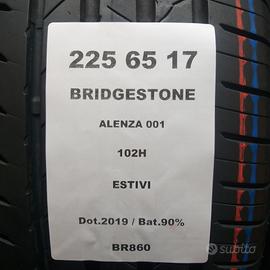 225 65 17
BRIDGESTONE
ALENZA 001
102H
ESTIVI
Dot.2019 / Bat.90%
BR860
subito